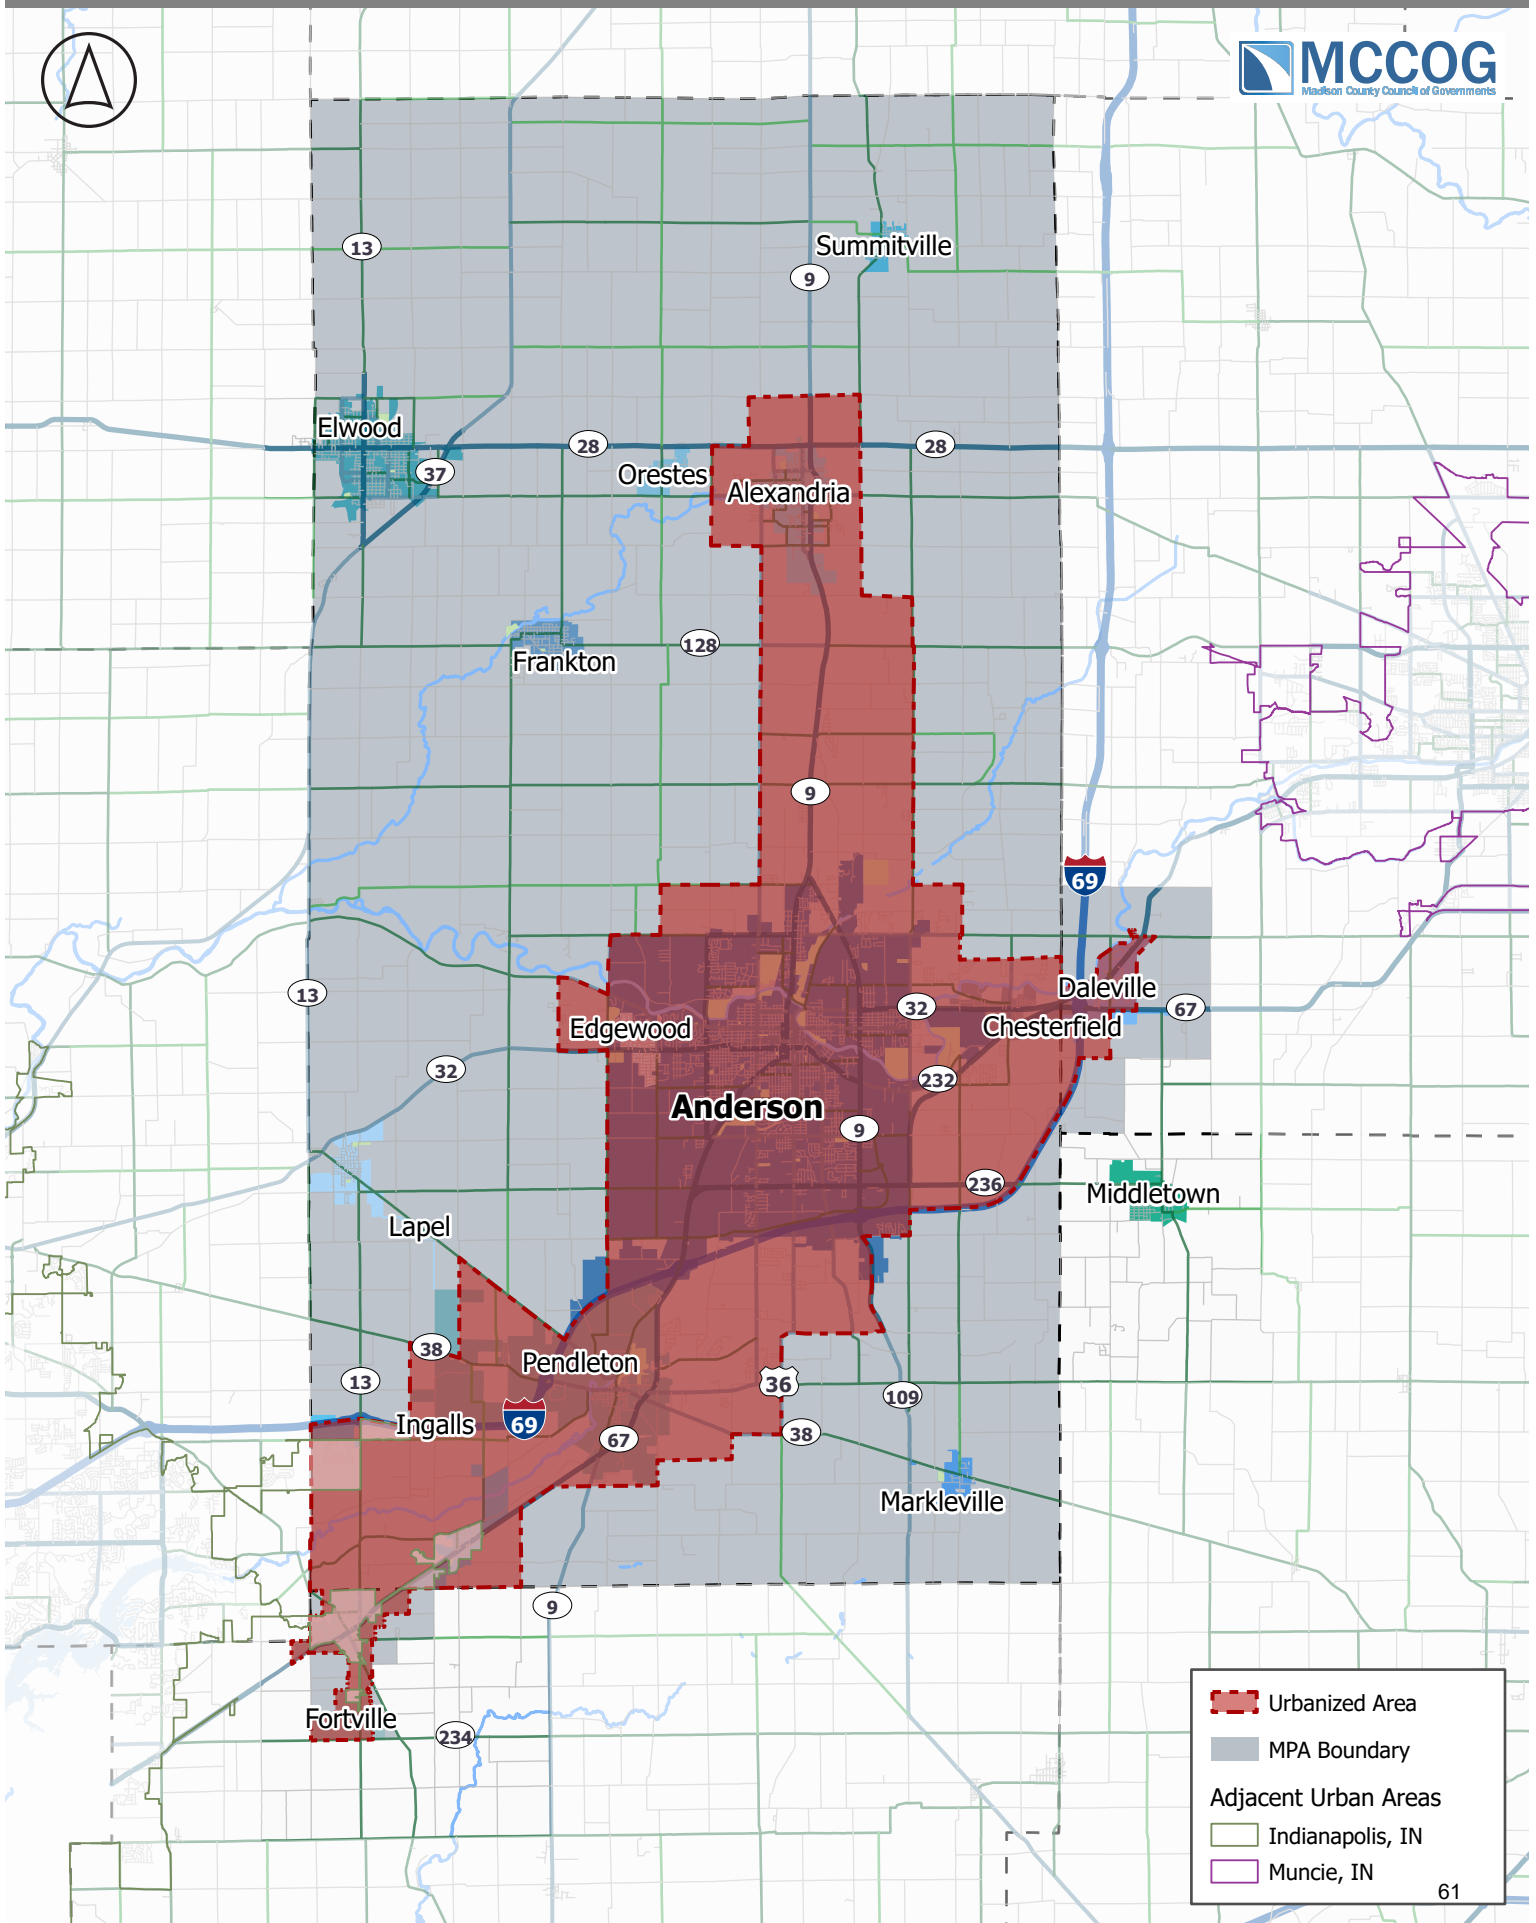 MCCOG
Madison County Council of Governments
13
Summitville
9
Elwood
28
28
37
Orestes
Alexandria
128
Frankton
9
69
13
Daleville
32
67
Edgewood
Chesterfield
32
232
Anderson
9
236
Middletown
Lapel
38
Pendleton
13
36
109
Ingalls
69
67
38
Markleville
9
Fortville
234
Urbanized Area
MPA Boundary
Adjacent Urban Areas
Indianapolis, IN
Muncie, IN
61